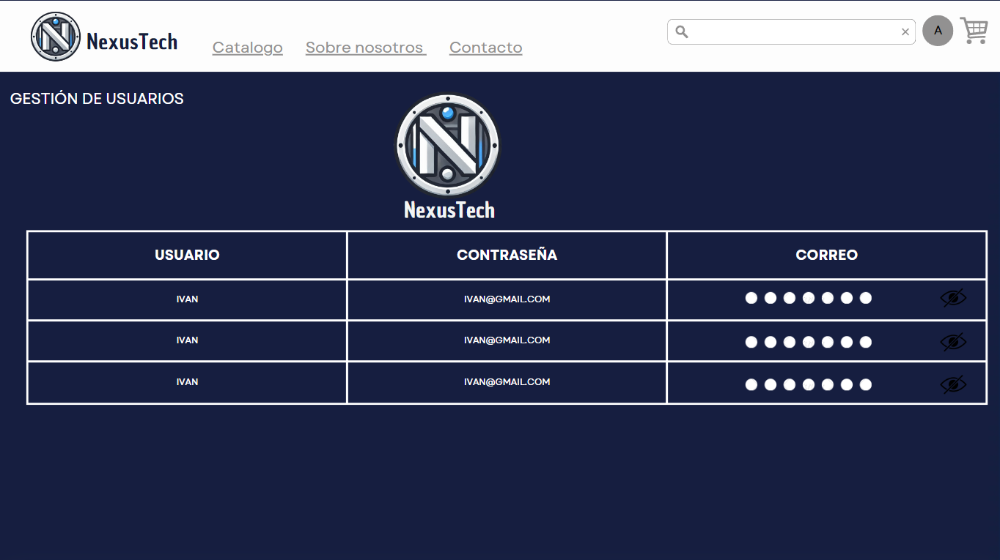 NexusTech
Catalogo Sobre nosotros Contacto
A
GESTIÓN DE USUARIOS
NexusTech
USUARIO CONTRASEÑA CORREO
IVAN IVAN@GMAIL.COM
IVAN IVAN@GMAIL.COM
IVAN IVAN@GMAIL.COM